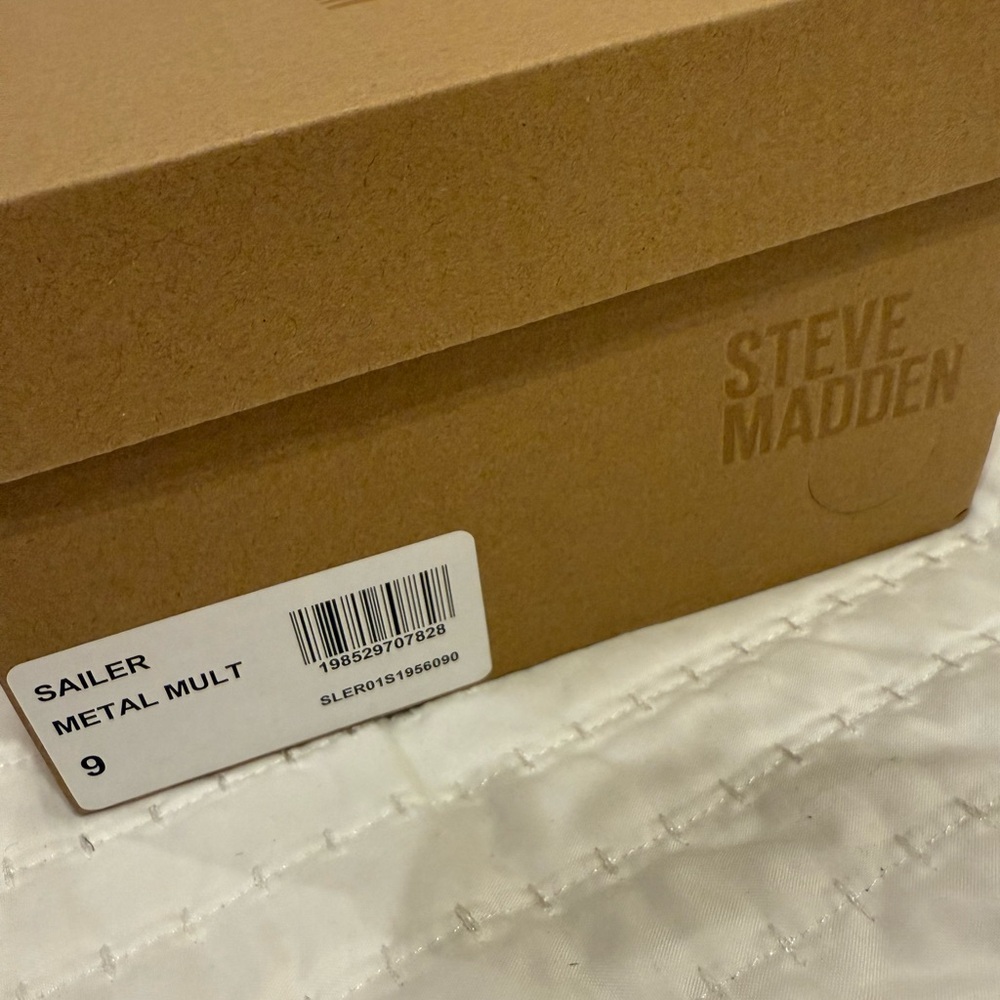 STEVE
MADDEN
SAILER
METAL MULT
9
198529707828
SLER01S1956090